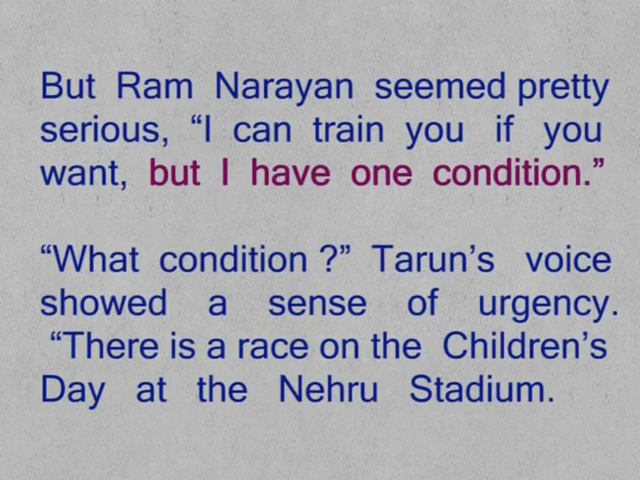 But Ram Narayan seemed pretty
serious, “I can train you if you
want, but I have one condition.”
“What condition ?” Tarun’s voice
showed a sense of urgency.
“There is a race on the Children’s
Day at the Nehru Stadium.